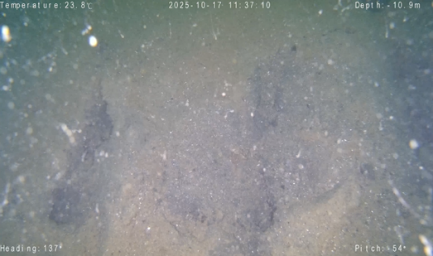 Temperature: 23.8°
2025-10-17 11:37:10
Depth: -10.9m
Heading: 137°
Pitch: -54°